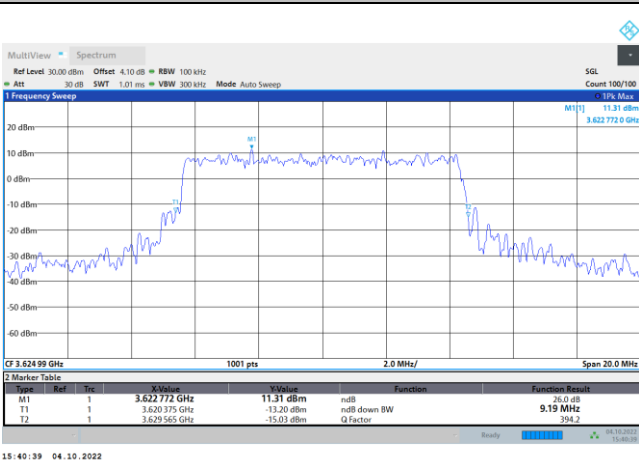 MultiView Spectrum
Ref Level 30.00 dBm Offset 4.10 dB RBW 100 kHz SGL
Att 30 dB SWT 1.01 ms VBW 300 kHz Mode Auto Sweep Count 100/100
1 Frequency Sweep 1Pk Max
M1[1] 11.31 dBm
3.622 772 0 GHz
20 dBm
M1
10 dBm
0 dBm
T1
-10 dBm
T2
-20 dBm
-30 dBm
-40 dBm
-50 dBm
-60 dBm
CF 3.624 99 GHz 1001 pts 2.0 MHz/ Span 20.0 MHz
2 Marker Table
Type Ref Trc X-Value Y-Value Function Function Result
M1 1 3.622 772 GHz 11.31 dBm ndB 26.0 dB
T1 1 3.620 375 GHz -13.20 dBm ndB down BW 9.19 MHz
T2 1 3.629 565 GHz -15.03 dBm Q Factor 394.2
Ready 04.10.2022
15:40:39
15:40:39 04.10.2022